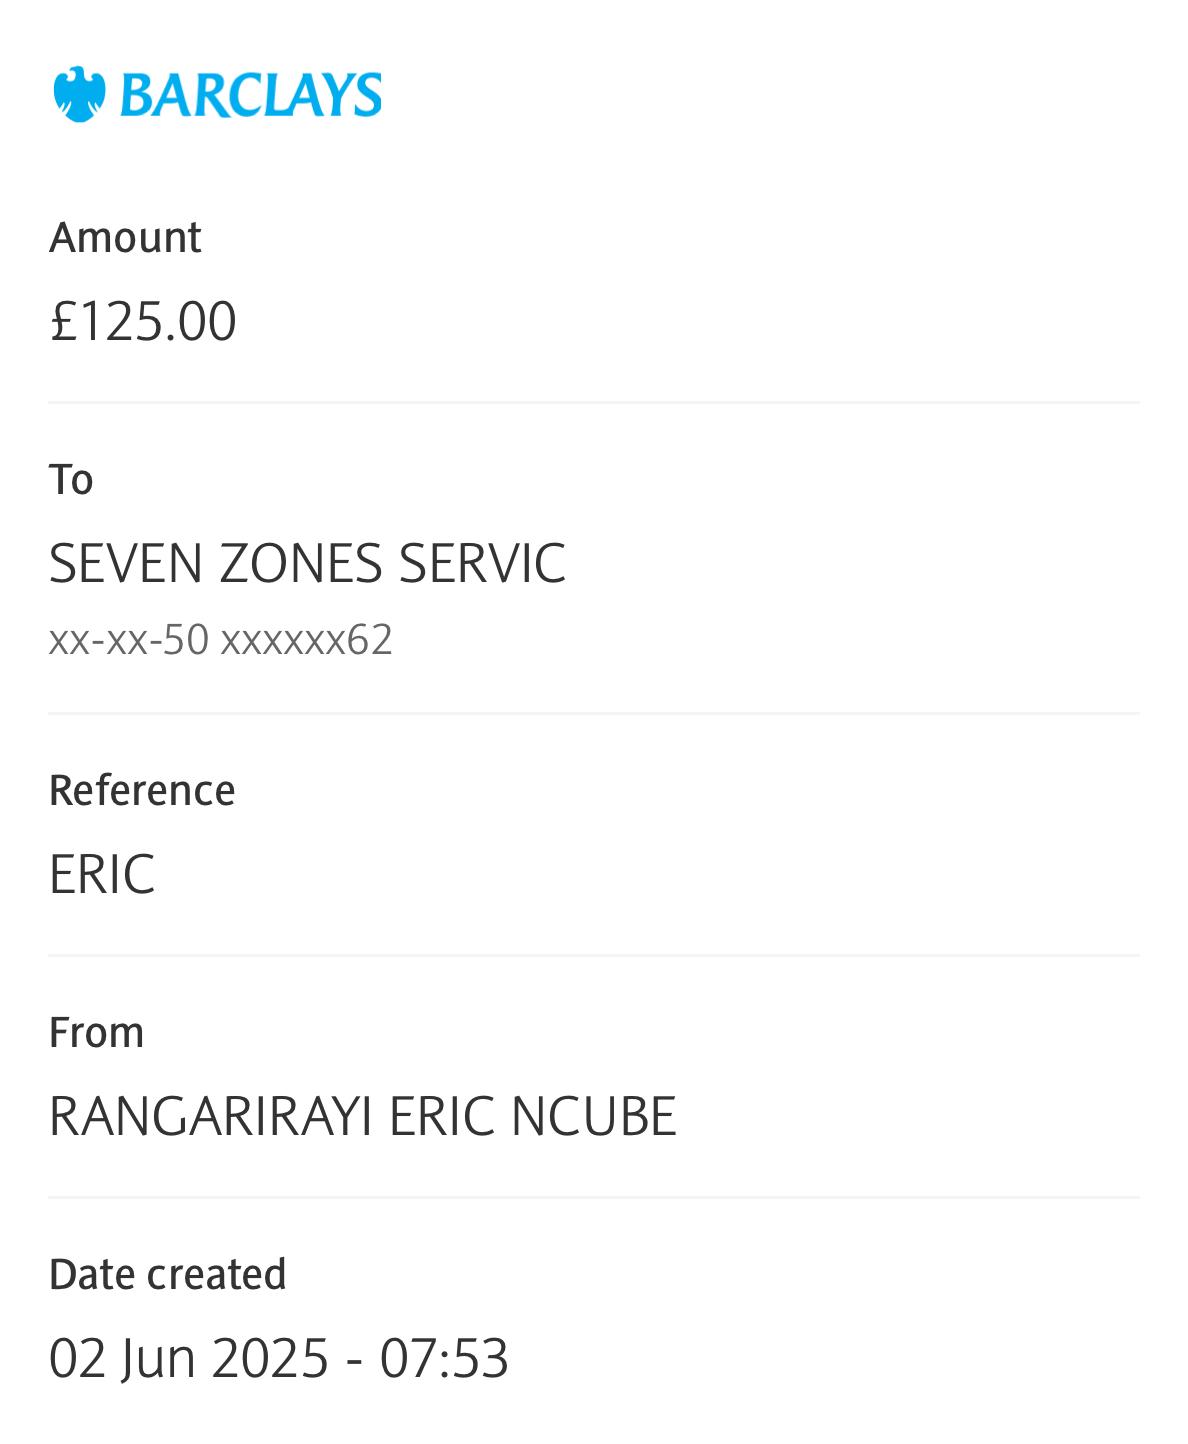 BARCLAYS
Amount
£125.00
To
SEVEN ZONES SERVIC
xx-xx-50 xxxxxx62
Reference
ERIC
From
RANGARIRAYI ERIC NCUBE
Date created
02 Jun 2025 - 07:53